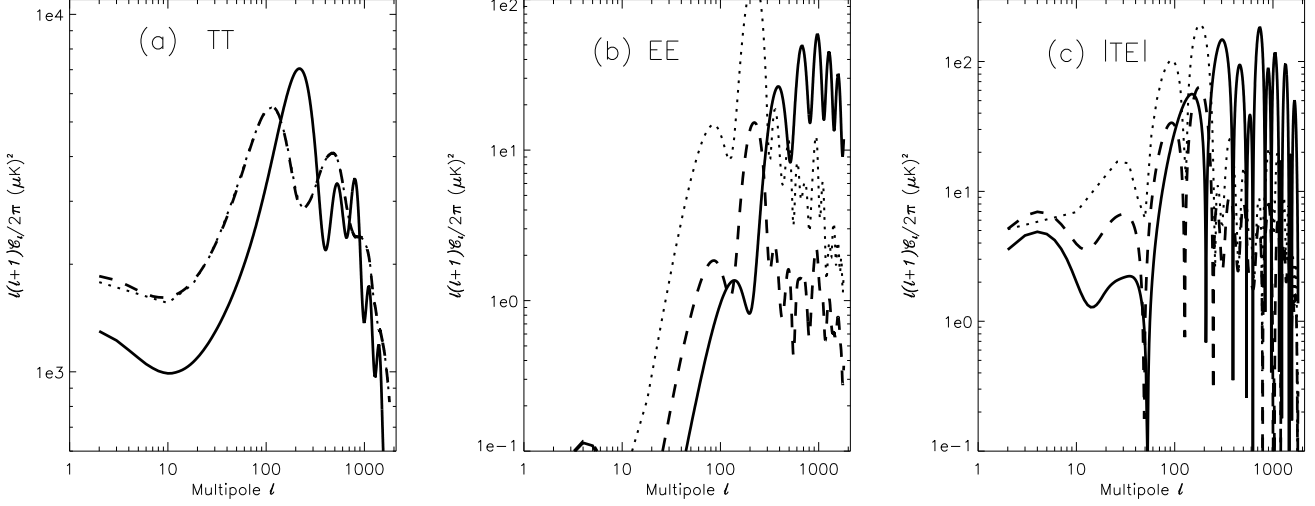 (a) TT
1e4
1e3
ℓ(ℓ+1)𝒞ℓ/2π (μK)²
1 10 100 1000
Multipole ℓ
(b) EE
1e2
1e1
1e0
1e−1
ℓ(ℓ+1)𝒞ℓ/2π (μK)²
1 10 100 1000
Multipole ℓ
(c) |TE|
1e2
1e1
1e0
1e−1
ℓ(ℓ+1)𝒞ℓ/2π (μK)²
1 10 100 1000
Multipole ℓ